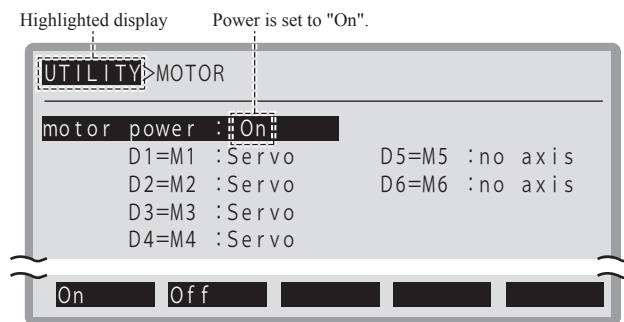 Highlighted display Power is set to "On".
UTILITY>MOTOR
motor power :On
D1=M1 :Servo D5=M5 :no axis
D2=M2 :Servo D6=M6 :no axis
D3=M3 :Servo
D4=M4 :Servo
On Off